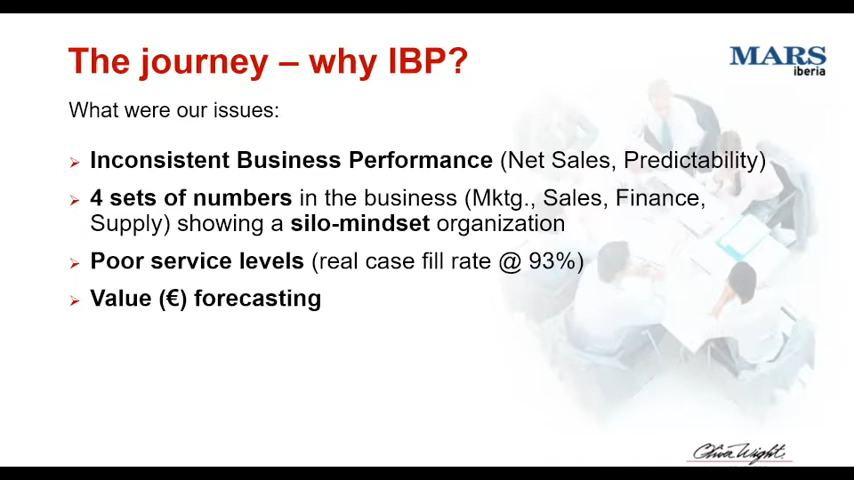 The journey – why IBP?
MARS
iberia
What were our issues:
➢ Inconsistent Business Performance (Net Sales, Predictability)
➢ 4 sets of numbers in the business (Mktg., Sales, Finance,
Supply) showing a silo-mindset organization
➢ Poor service levels (real case fill rate @ 93%)
➢ Value (€) forecasting
Oliver Wight